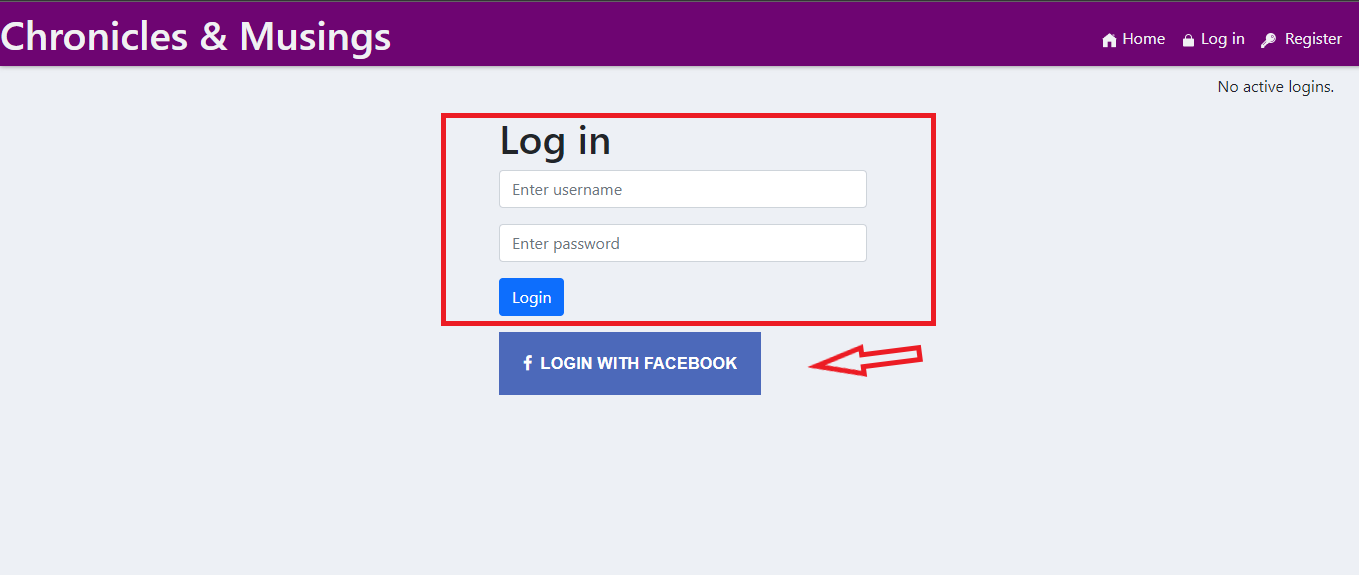 Chronicles & Musings
Home Log in Register
No active logins.
Log in
Enter username
Enter password
Login
LOGIN WITH FACEBOOK